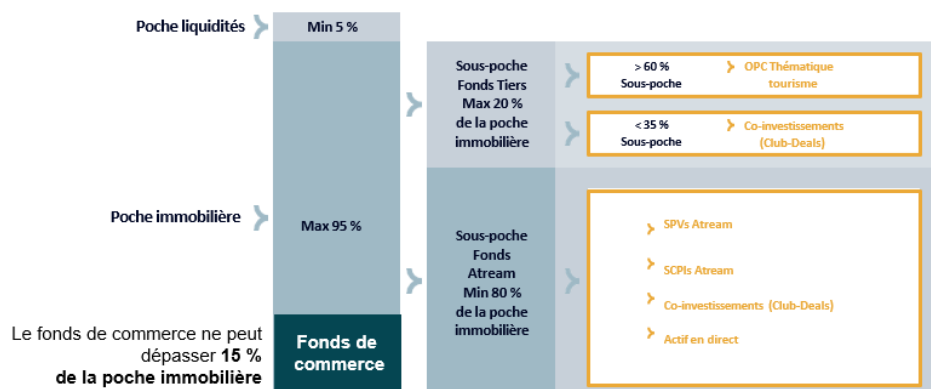 Poche liquidités
Min 5 %
Poche immobilière
Max 95 %
Le fonds de commerce ne peut
dépasser 15 %
de la poche immobilière
Fonds de
commerce
Sous-poche
Fonds Tiers
Max 20 %
de la poche
immobilière
> 60 %
Sous-poche
OPC Thématique
tourisme
< 35 %
Sous-poche
Co-investissements
(Club-Deals)
Sous-poche
Fonds
Atream
Min 80 %
de la poche
immobilière
SPVs Atream
SCPIs Atream
Co-investissements (Club-Deals)
Actif en direct